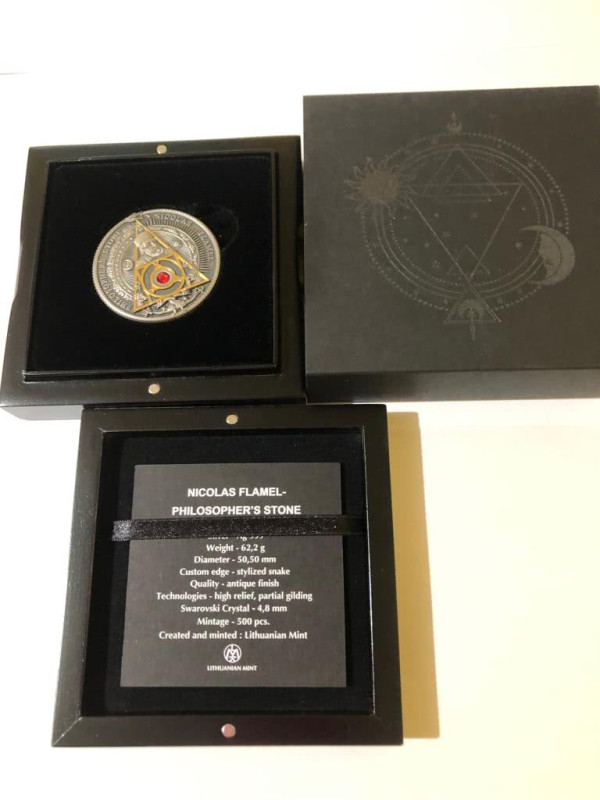 NICOLAS FLAMEL-
PHILOSOPHER'S STONE
Weight - 62,2 g
Diameter - 50,50 mm
Custom edge - stylized snake
Quality - antique finish
Technologies - high relief, partial gilding
Swarovski Crystal - 4,8 mm
Mintage - 500 pcs.
Created and minted : Lithuanian Mint
LITHUANIAN MINT
NICOLAS